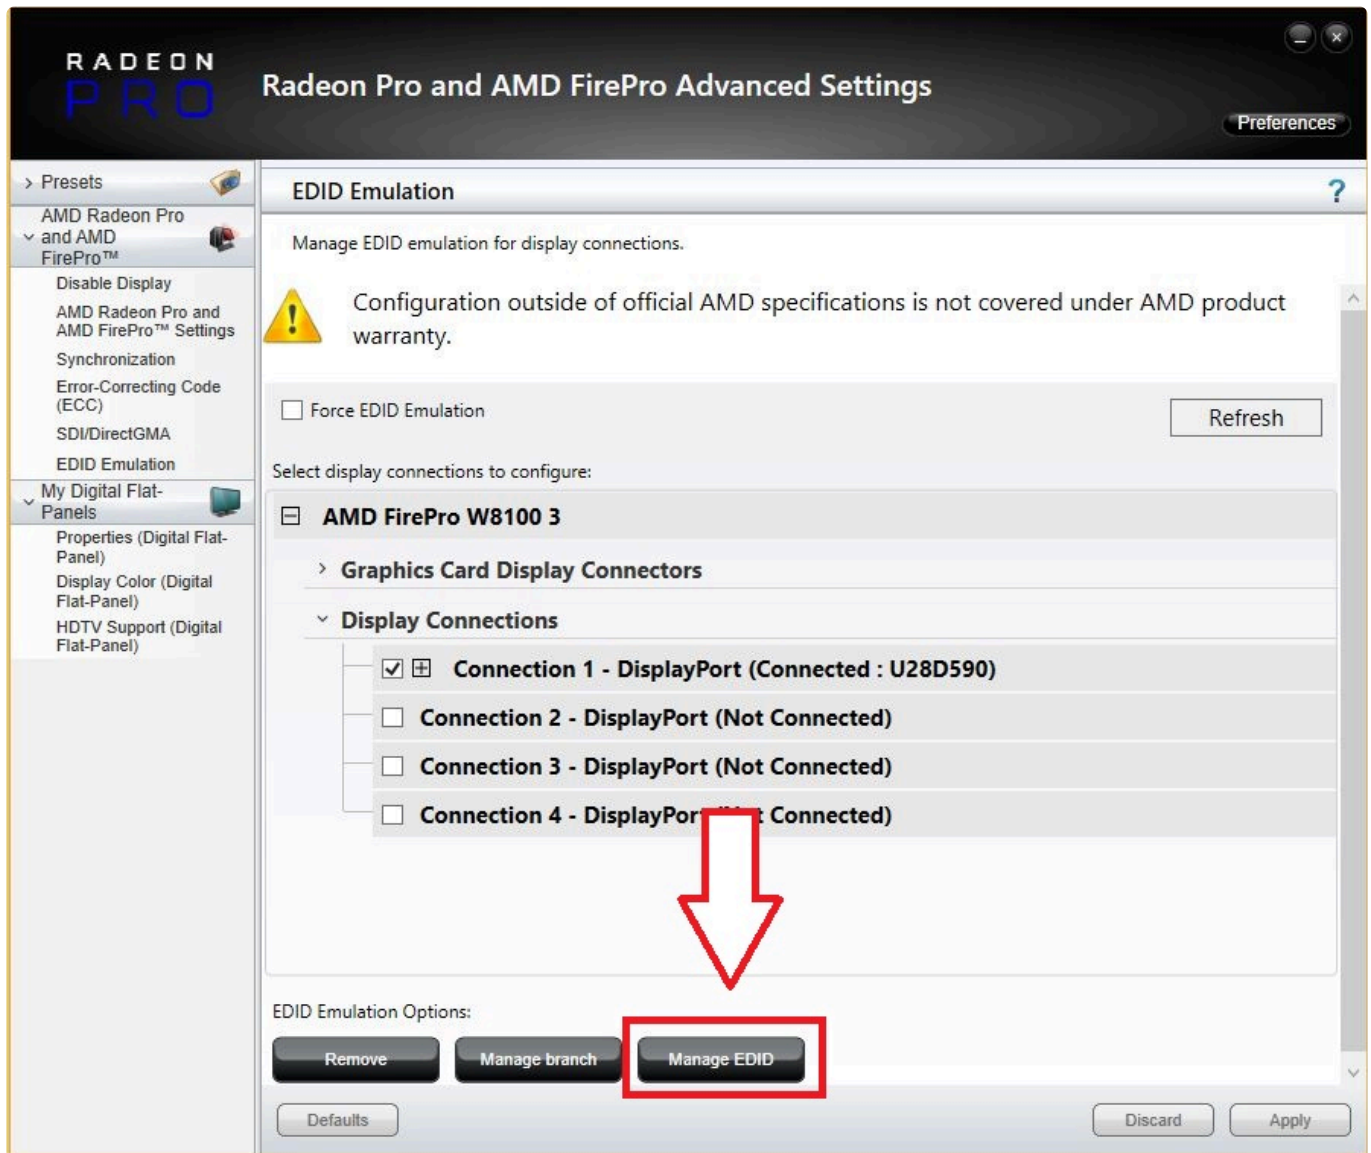 RADEON
PRO
Radeon Pro and AMD FirePro Advanced Settings
Preferences
Presets
AMD Radeon Pro
and AMD
FirePro™
Disable Display
AMD Radeon Pro and
AMD FirePro™ Settings
Synchronization
Error-Correcting Code
(ECC)
SDI/DirectGMA
EDID Emulation
My Digital Flat-
Panels
Properties (Digital Flat-
Panel)
Display Color (Digital
Flat-Panel)
HDTV Support (Digital
Flat-Panel)
EDID Emulation
?
Manage EDID emulation for display connections.
Configuration outside of official AMD specifications is not covered under AMD product
warranty.
Force EDID Emulation
Refresh
Select display connections to configure:
AMD FirePro W8100 3
Graphics Card Display Connectors
Display Connections
Connection 1 - DisplayPort (Connected : U28D590)
Connection 2 - DisplayPort (Not Connected)
Connection 3 - DisplayPort (Not Connected)
Connection 4 - DisplayPort (Not Connected)
EDID Emulation Options:
Remove
Manage branch
Manage EDID
Defaults
Discard
Apply